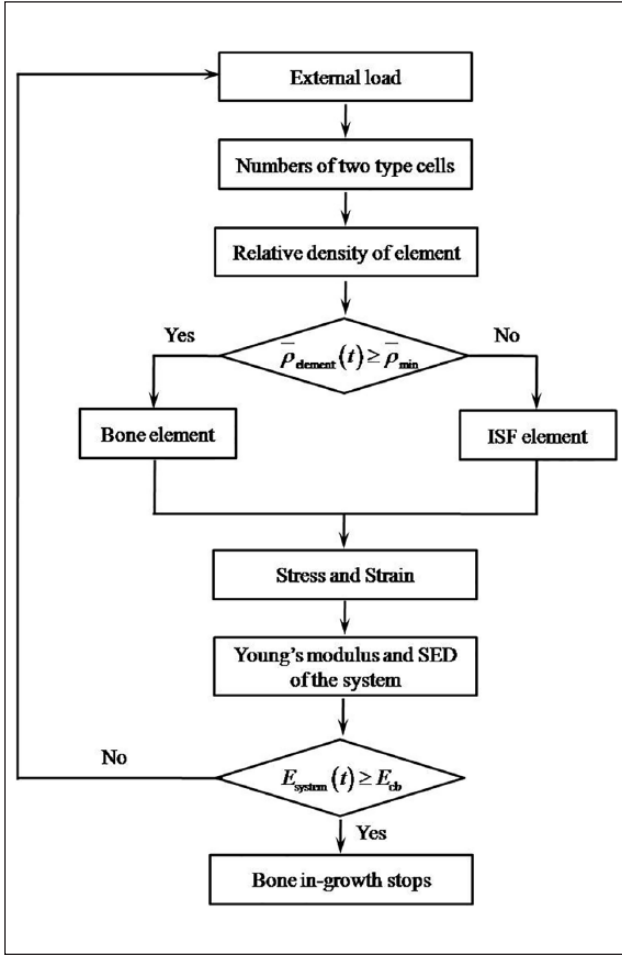 External load
Numbers of two type cells
Relative density of element
Yes
No
ρ̅element(t) ≥ ρ̅min
Bone element
ISF element
Stress and Strain
Young's modulus and SED
of the system
No
Esystem(t) ≥ Ecb
Yes
Bone in-growth stops